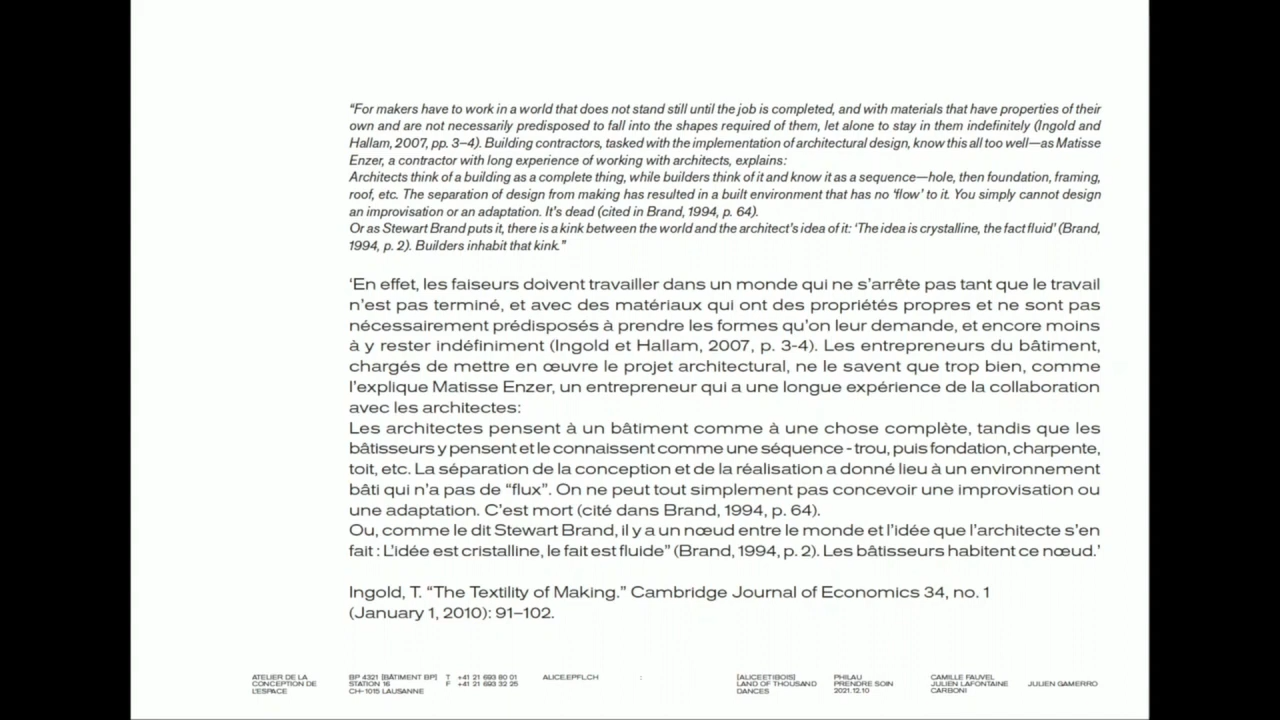 “For makers have to work in a world that does not stand still until the job is completed, and with materials that have properties of their
own and are not necessarily predisposed to fall into the shapes required of them, let alone to stay in them indefinitely (Ingold and
Hallam, 2007, pp. 3–4). Building contractors, tasked with the implementation of architectural design, know this all too well—as Matisse
Enzer, a contractor with long experience of working with architects, explains:
Architects think of a building as a complete thing, while builders think of it and know it as a sequence—hole, then foundation, framing,
roof, etc. The separation of design from making has resulted in a built environment that has no ‘flow’ to it. You simply cannot design
an improvisation or an adaptation. It’s dead (cited in Brand, 1994, p. 64).
Or as Stewart Brand puts it, there is a kink between the world and the architect’s idea of it: ‘The idea is crystalline, the fact fluid’ (Brand,
1994, p. 2). Builders inhabit that kink.”
‘En effet, les faiseurs doivent travailler dans un monde qui ne s’arrête pas tant que le travail
n’est pas terminé, et avec des matériaux qui ont des propriétés propres et ne sont pas
nécessairement prédisposés à prendre les formes qu’on leur demande, et encore moins
à y rester indéfiniment (Ingold et Hallam, 2007, p. 3-4). Les entrepreneurs du bâtiment,
chargés de mettre en œuvre le projet architectural, ne le savent que trop bien, comme
l’explique Matisse Enzer, un entrepreneur qui a une longue expérience de la collaboration
avec les architectes:
Les architectes pensent à un bâtiment comme à une chose complète, tandis que les
bâtisseurs y pensent et le connaissent comme une séquence - trou, puis fondation, charpente,
toit, etc. La séparation de la conception et de la réalisation a donné lieu à un environnement
bâti qui n’a pas de “flux”. On ne peut tout simplement pas concevoir une improvisation ou
une adaptation. C’est mort (cité dans Brand, 1994, p. 64).
Ou, comme le dit Stewart Brand, il y a un nœud entre le monde et l’idée que l’architecte s’en
fait : L’idée est cristalline, le fait est fluide” (Brand, 1994, p. 2). Les bâtisseurs habitent ce nœud.’
Ingold, T. “The Textility of Making.” Cambridge Journal of Economics 34, no. 1
(January 1, 2010): 91–102.
ATELIER DE LA
CONCEPTION DE
L’ESPACE
BP 4321 [BÂTIMENT BP]
STATION 16
CH-1015 LAUSANNE
T +41 21 693 80 01
F +41 21 693 32 25
ALICE.EPFL.CH
[ALICE ET(BOIS]
LAND OF THOUSAND
DANCES
PHILAU
PRENDRE SOIN
2021.12.10
CAMILLE FAUVEL
JULIEN LAFONTAINE
CARBONI
JULIEN GAMERRO